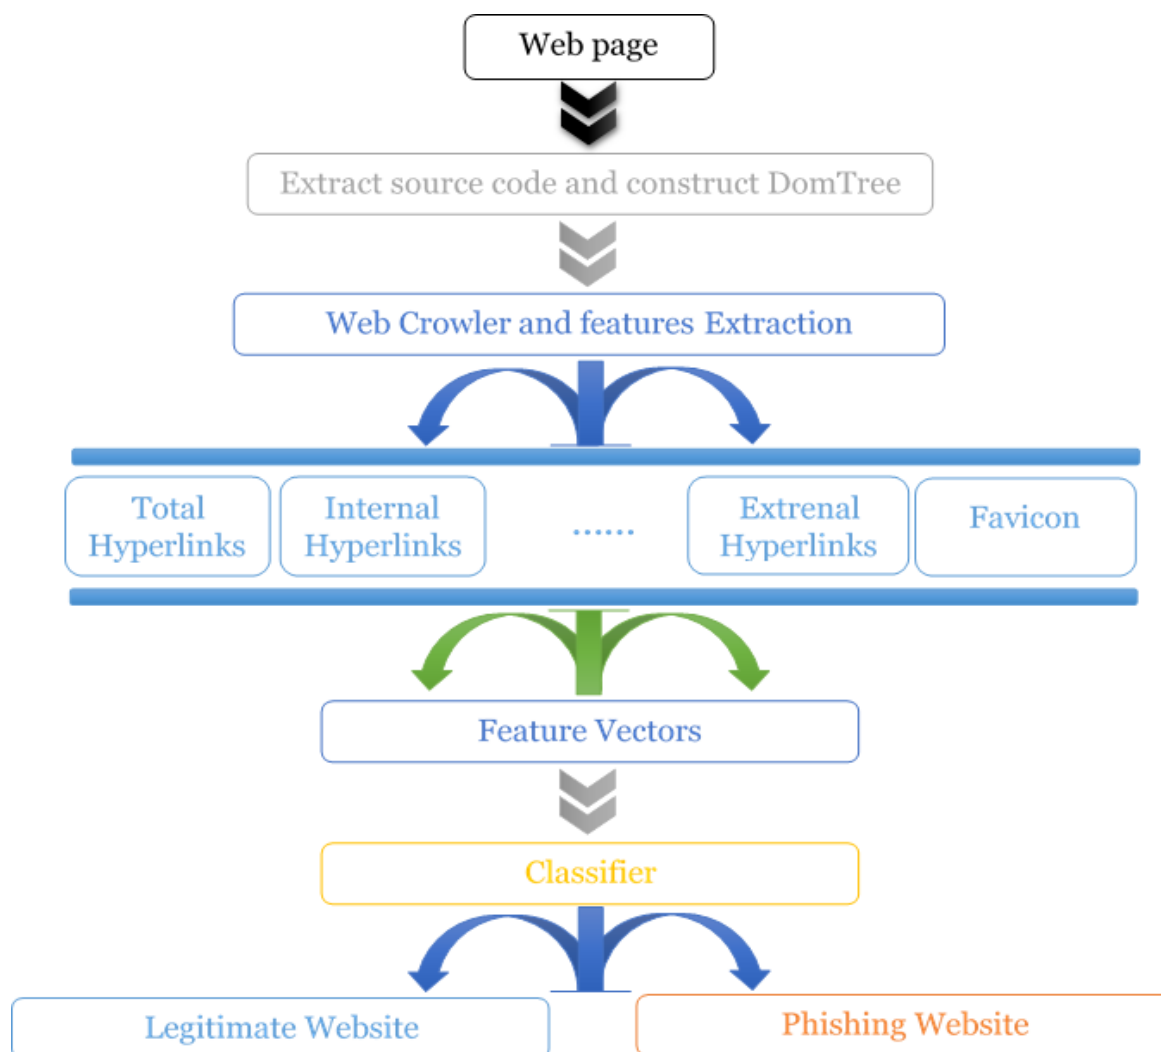 Web page
Extract source code and construct DomTree
Web Crowler and features Extraction
Total
Hyperlinks
Internal
Hyperlinks
......
Extrenal
Hyperlinks
Favicon
Feature Vectors
Classifier
Legitimate Website
Phishing Website